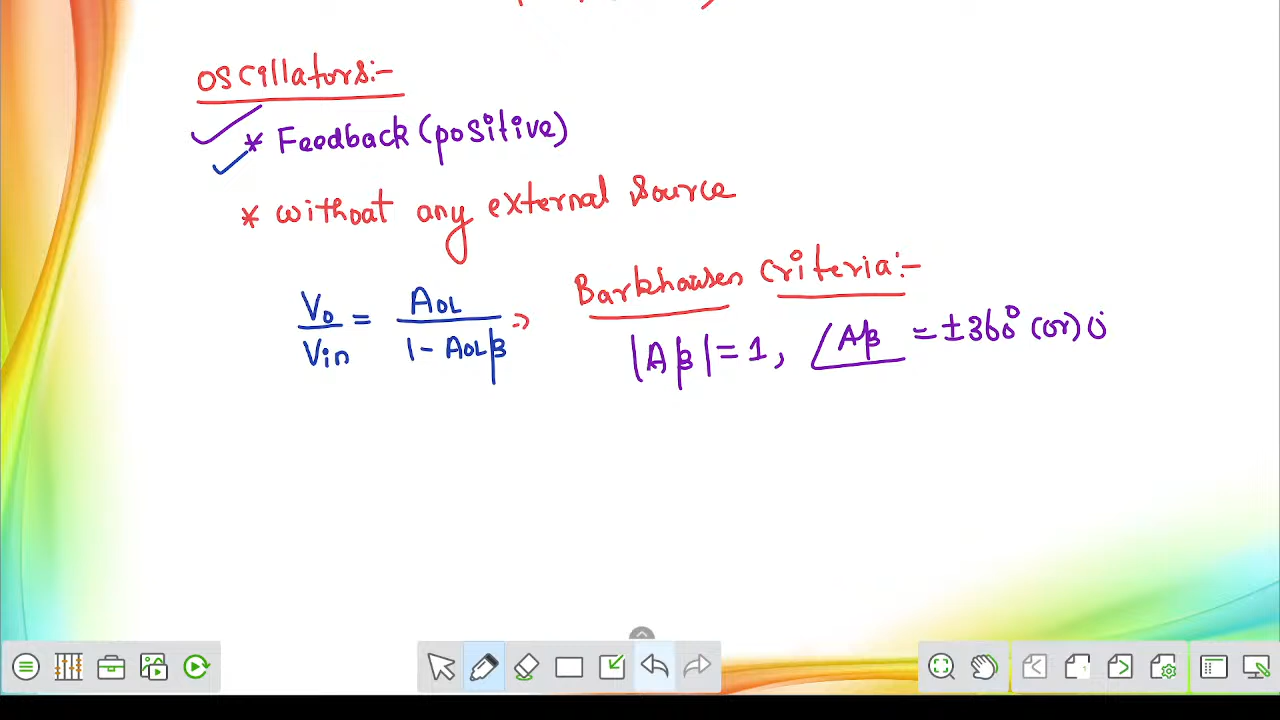 OSCillators:-
* Feedback (positive)
* without any external source
Barkhausen Criteria:-
Vo/Vin = AOL/(1 - AOLβ) =>
|Aβ| = 1, ∠Aβ = ±360° (or) 0°